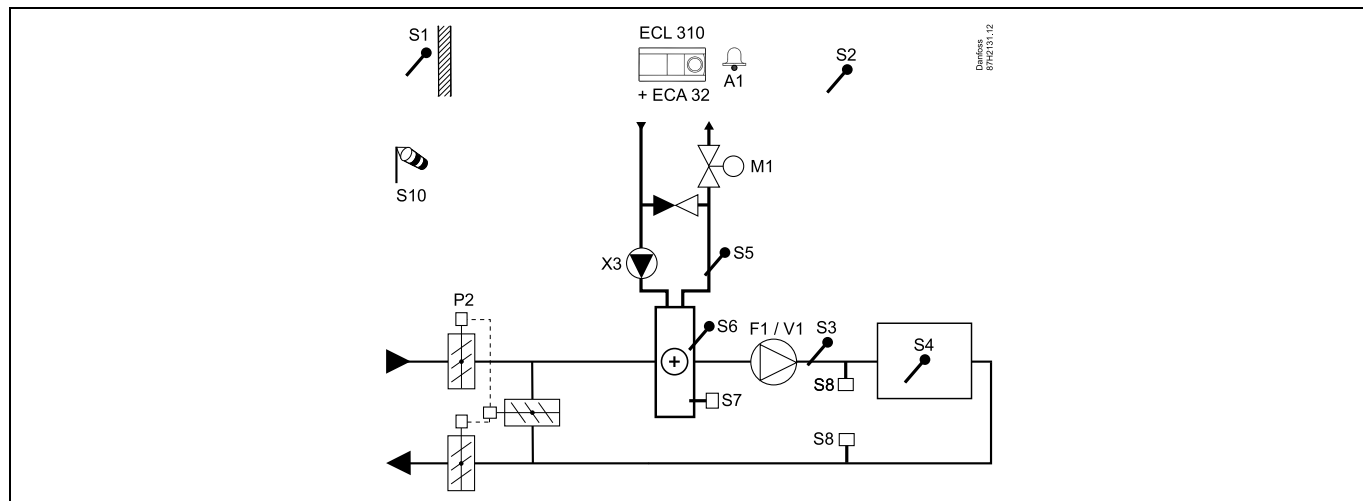 S1
ECL 310
A1
+ ECA 32
S2
Danfoss
87H2131.12
S10
M1
X3
S5
P2
S6
F1 / V1
S3
S4
S8
S7
S8